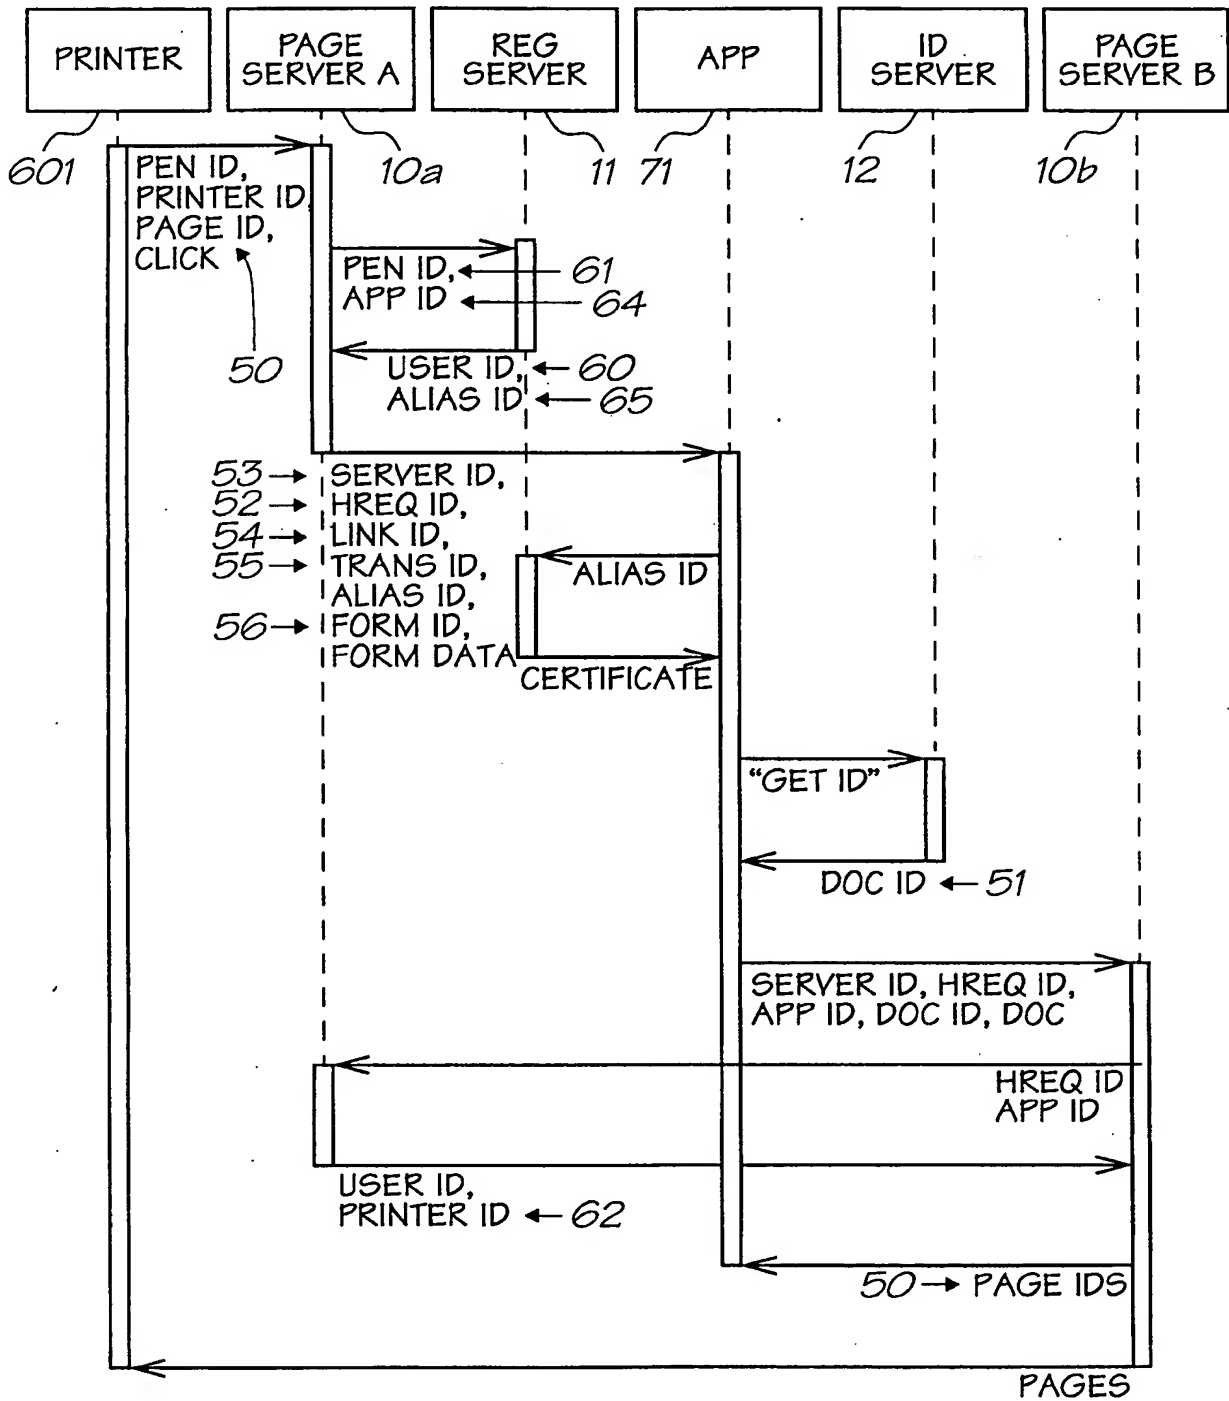 PRINTER
PAGE
SERVER A
REG
SERVER
APP
ID
SERVER
PAGE
SERVER B
601
10a
11
71
12
10b
PEN ID,
PRINTER ID,
PAGE ID,
CLICK
50
PEN ID, 61
APP ID 64
USER ID, 60
ALIAS ID 65
53 SERVER ID,
52 HREQ ID,
54 LINK ID,
55 TRANS ID,
ALIAS ID,
56 FORM ID,
FORM DATA
ALIAS ID
CERTIFICATE
"GET ID"
DOC ID 51
SERVER ID, HREQ ID,
APP ID, DOC ID, DOC
HREQ ID
APP ID
USER ID,
PRINTER ID 62
50 PAGE IDS
PAGES